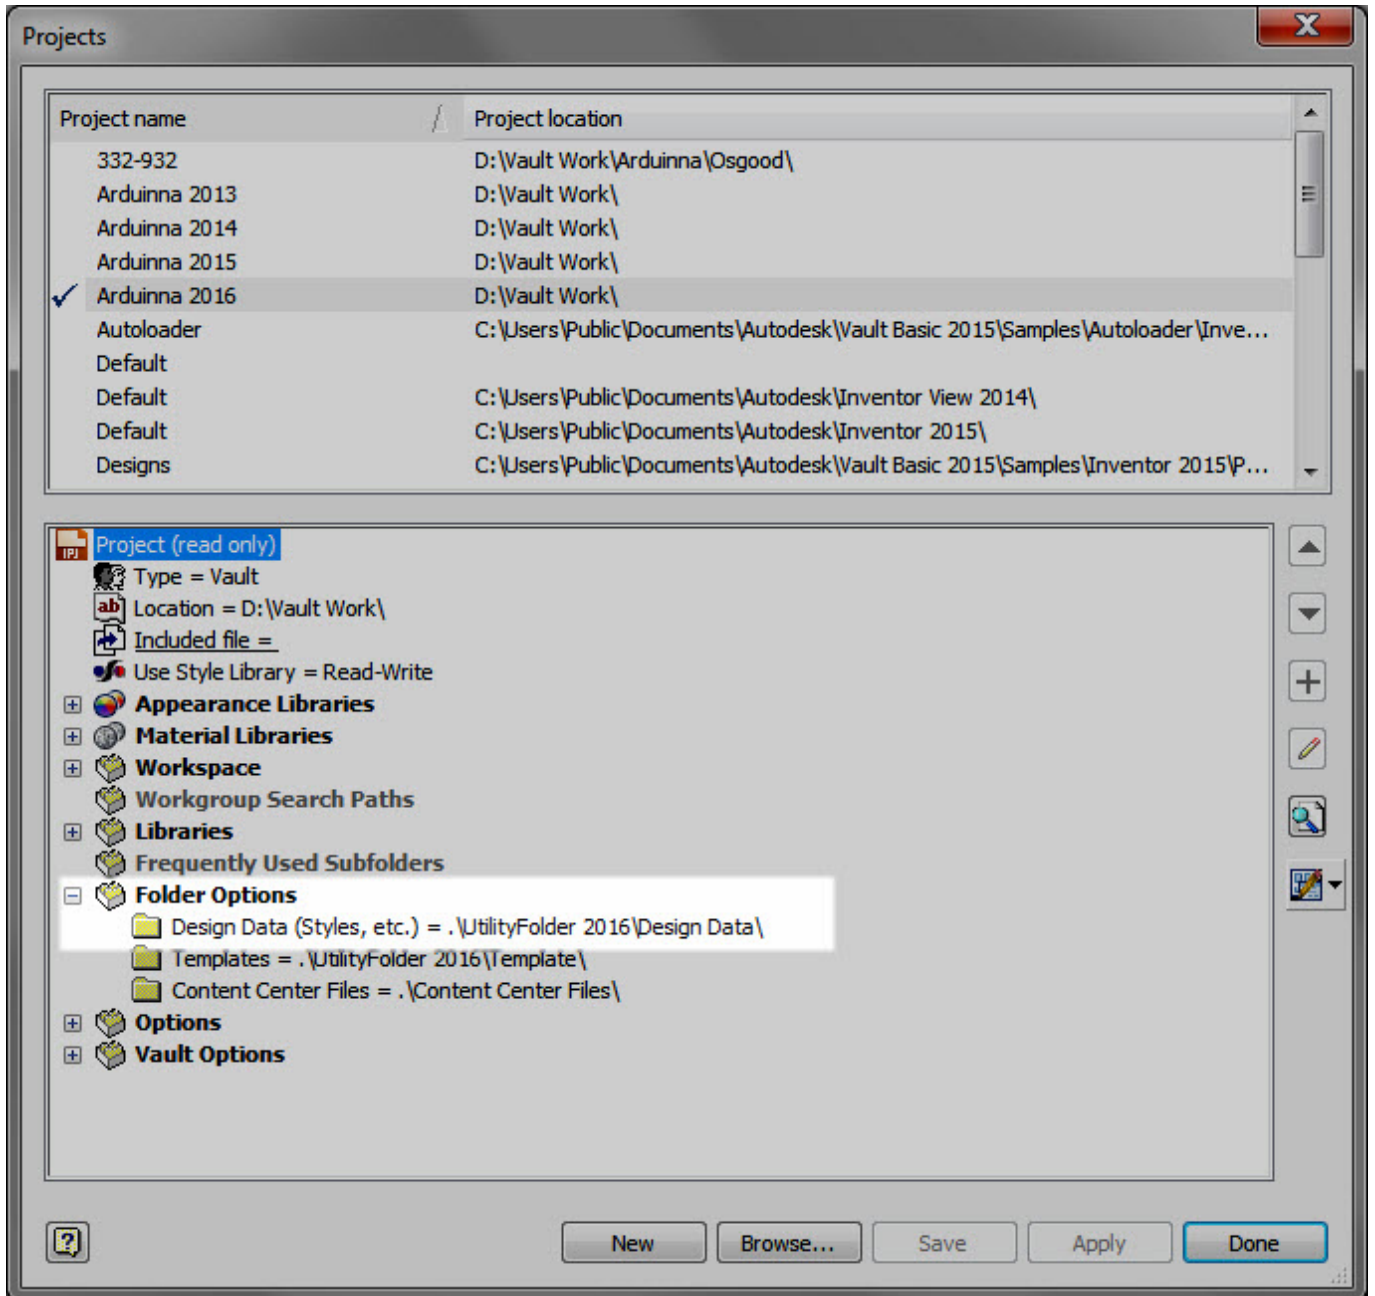 Projects
Project name Project location
332-932 D:\Vault Work\Arduinna\Osgood\
Arduinna 2013 D:\Vault Work\
Arduinna 2014 D:\Vault Work\
Arduinna 2015 D:\Vault Work\
Arduinna 2016 D:\Vault Work\
Autoloader C:\Users\Public\Documents\Autodesk\Vault Basic 2015\Samples\Autoloader\Inve...
Default
Default C:\Users\Public\Documents\Autodesk\Inventor View 2014\
Default C:\Users\Public\Documents\Autodesk\Inventor 2015\
Designs C:\Users\Public\Documents\Autodesk\Vault Basic 2015\Samples\Inventor 2015\P...
IPJ Project (read only)
Type = Vault
ab Location = D:\Vault Work\
Included file =
Use Style Library = Read-Write
Appearance Libraries
Material Libraries
Workspace
Workgroup Search Paths
Libraries
Frequently Used Subfolders
Folder Options
Design Data (Styles, etc.) = .\UtilityFolder 2016\Design Data\
Templates = .\UtilityFolder 2016\Template\
Content Center Files = .\Content Center Files\
Options
Vault Options
New Browse... Save Apply Done